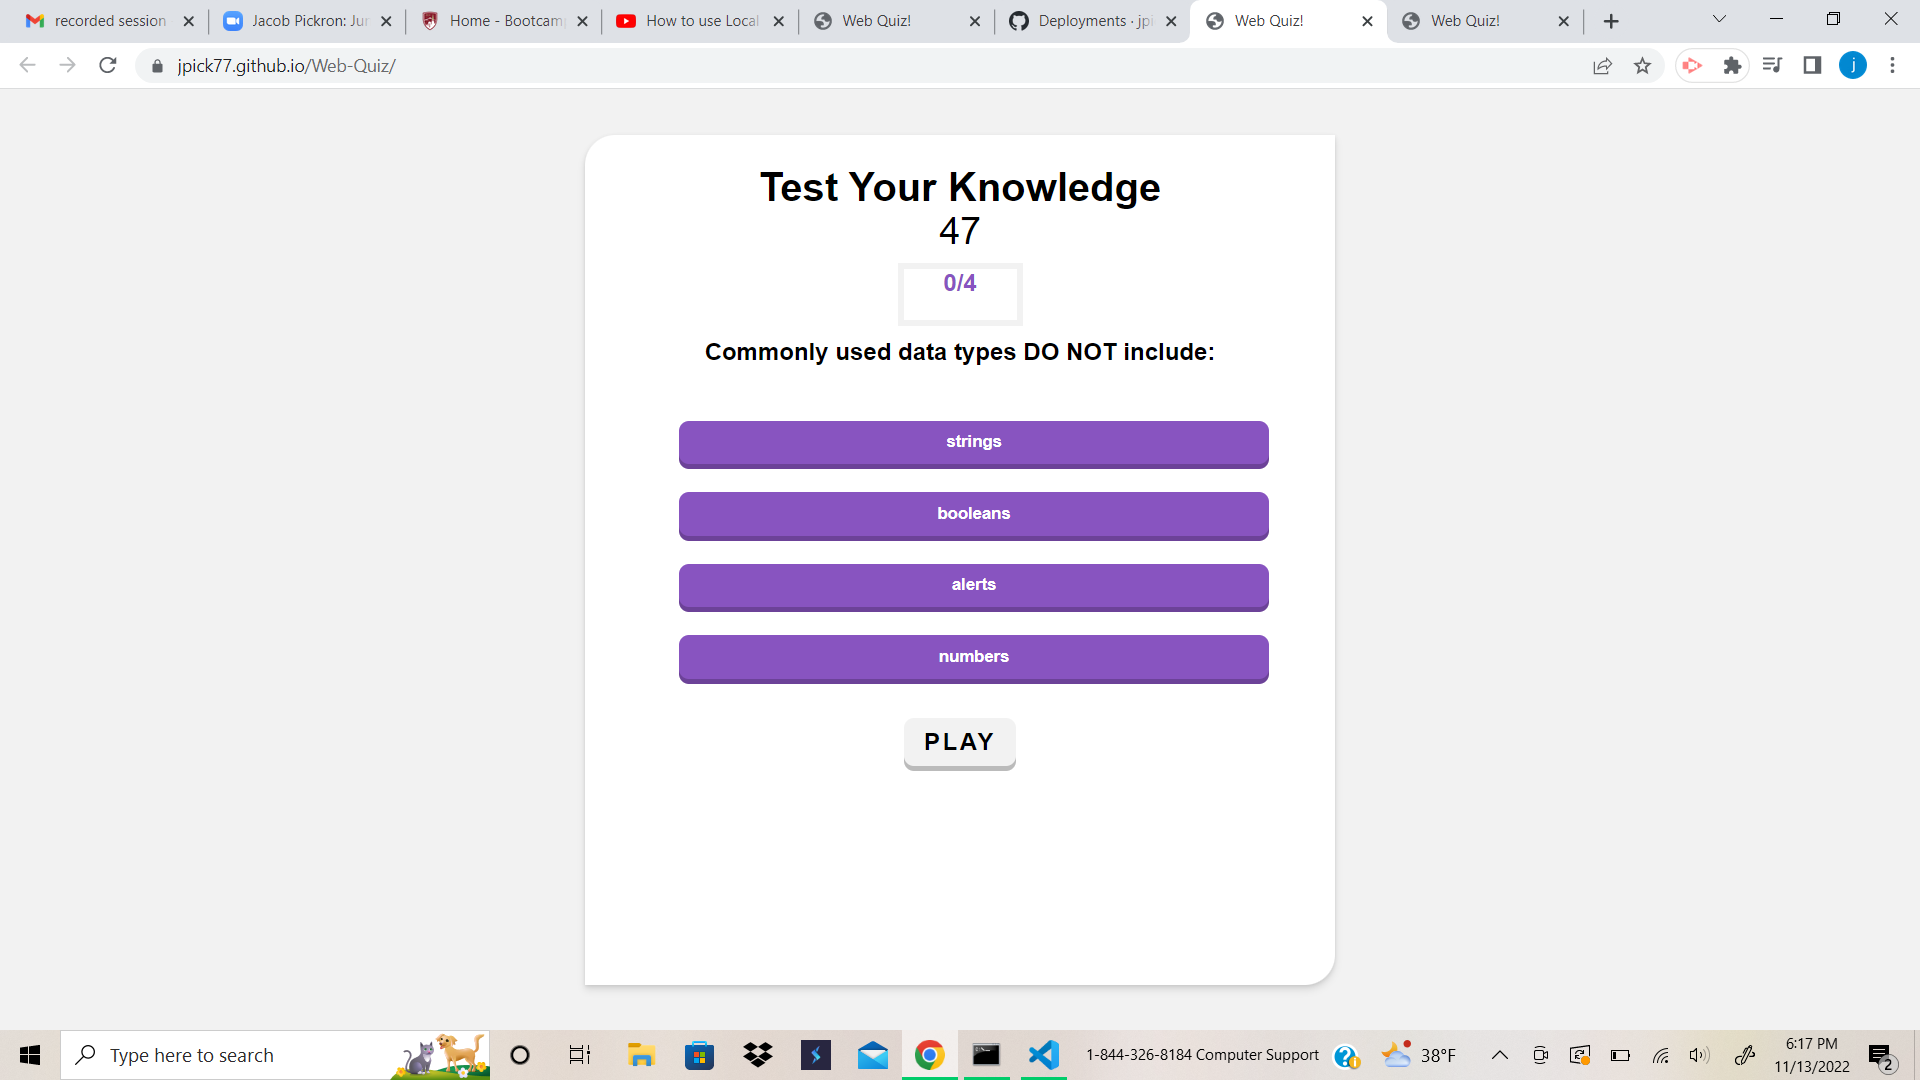 recorded session
Jacob Pickron: Jur
Home - Bootcamp
How to use Local
Web Quiz!
Deployments · jpi
Web Quiz!
Web Quiz!
jpick77.github.io/Web-Quiz/
j
Test Your Knowledge
47
0/4
Commonly used data types DO NOT include:
strings
booleans
alerts
numbers
PLAY
Type here to search
1-844-326-8184 Computer Support
38°F
6:17 PM
11/13/2022
2